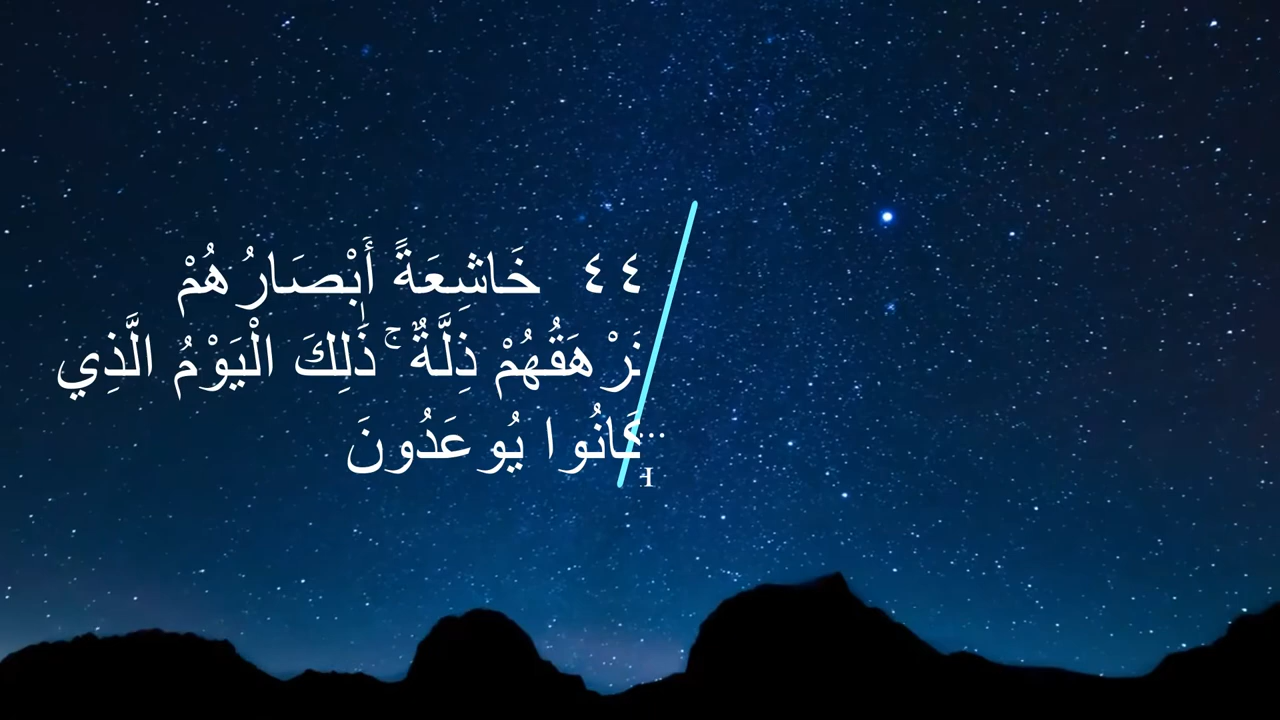 ٤٤ خَاشِعَةً أَبْصَارُهُمْ
تَرْهَقُهُمْ ذِلَّةٌ ۚ ذَٰلِكَ الْيَوْمُ الَّذِي
كَانُوا يُوعَدُونَ